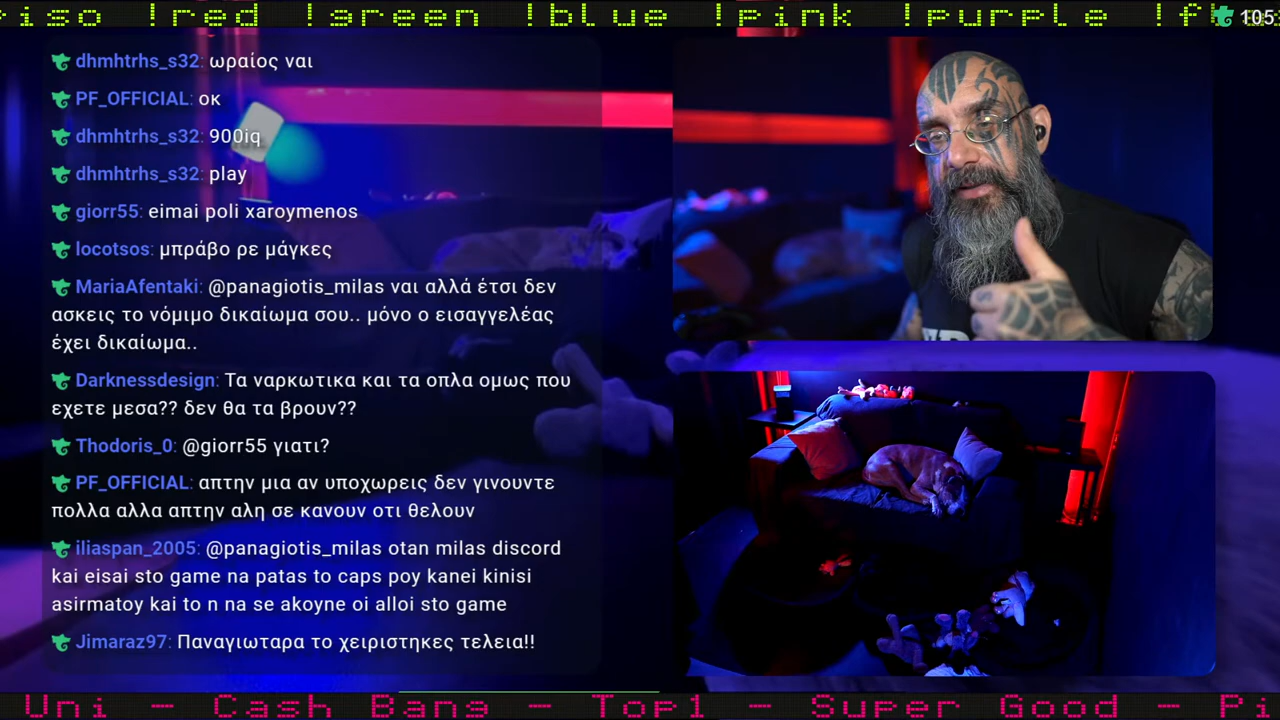 iso !red !green !blue !pink !purple !f
105
dhmhtrhs_s32: ωραίος ναι
PF_OFFICIAL: οκ
dhmhtrhs_s32: 900iq
dhmhtrhs_s32: play
giorr55: eimai poli xaroymenos
locotsos: μπράβο ρε μάγκες
MariaAfentaki: @panagiotis_milas ναι αλλά έτσι δεν
ασκεις το νόμιμο δικαίωμα σου.. μόνο ο εισαγγελέας
έχει δικαίωμα..
Darknessdesign: Τα ναρκωτικα και τα οπλα ομως που
εχετε μεσα?? δεν θα τα βρουν??
Thodoris_0: @giorr55 γιατι?
PF_OFFICIAL: απτην μια αν υποχωρεις δεν γινουντε
πολλα αλλα απτην αλη σε κανουν οτι θελουν
iliaspan_2005: @panagiotis_milas otan milas discord
kai eisai sto game na patas to caps poy kanei kinisi
asirmatoy kai to n na se akoyne oi alloi sto game
Jimaraz97: Παναγιωταρα το χειριστηκες τελεια!!
Uni - Cash Bans - Top1 - Super Good - Pi